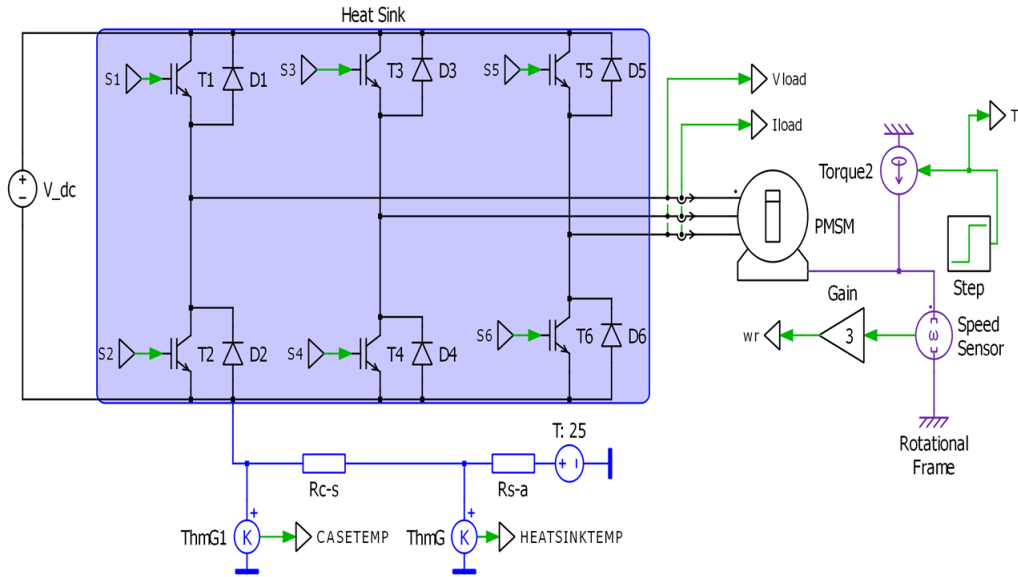 Heat Sink
S1
T1
D1
S3
T3
D3
S5
T5
D5
Vload
Iload
T
V_dc
Torque2
PMSM
Step
Gain
S2
T2
D2
S4
T4
D4
S6
T6
D6
wr
3
ω
Speed
Sensor
Rotational
Frame
T: 25
Rc-s
Rs-a
ThmG1
K
CASETEMP
ThmG
K
HEATSINKTEMP